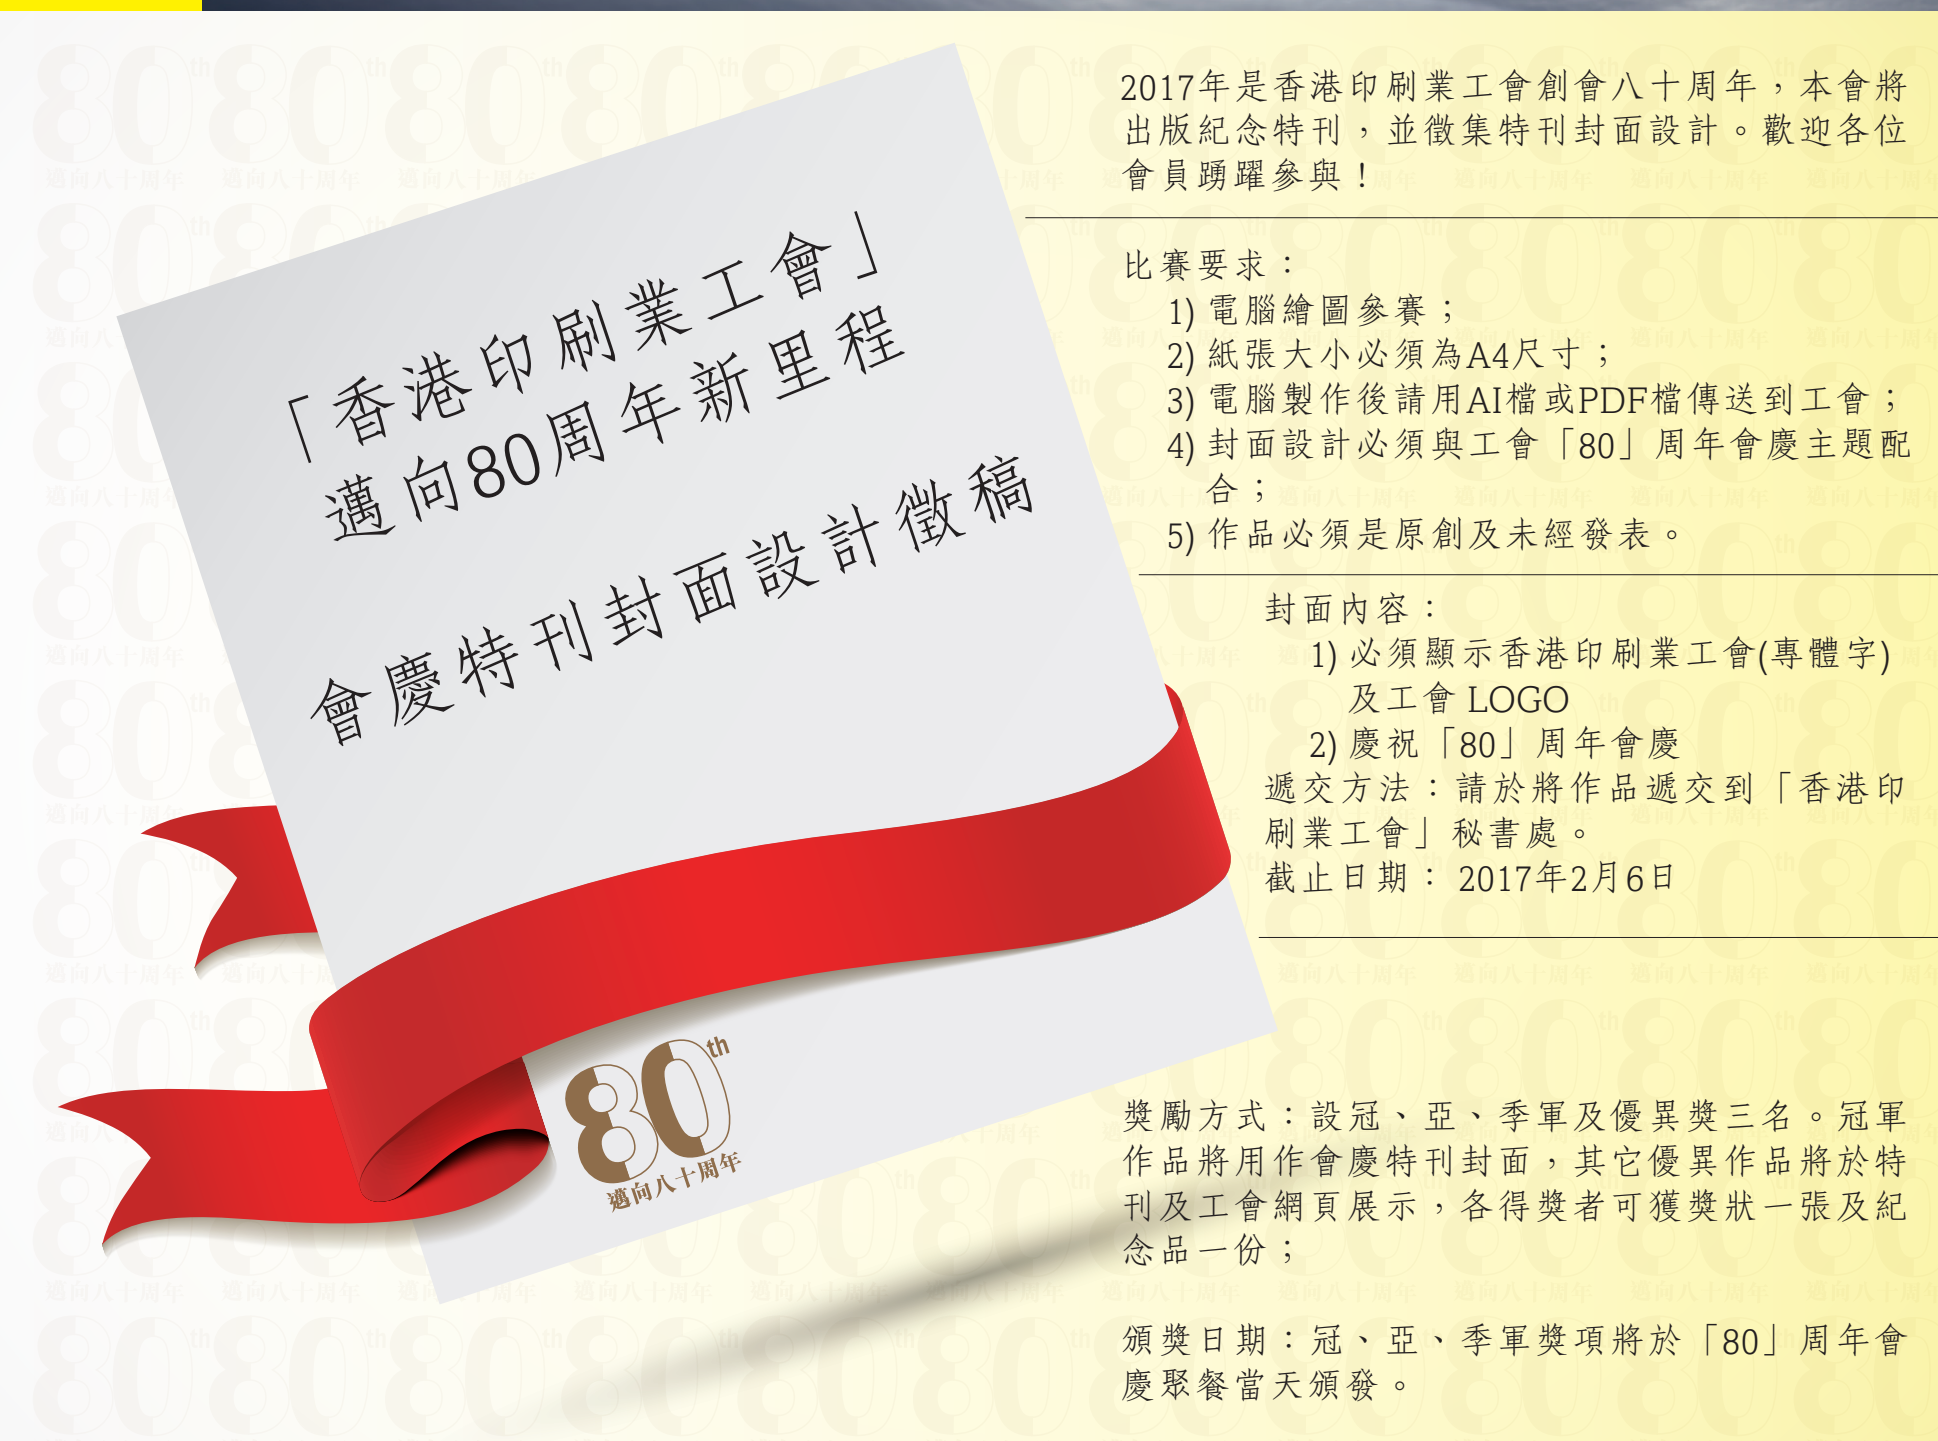 「香港印刷業工會」
邁向80周年新里程
會慶特刊封面設計徵稿
80th
邁向八十周年
2017年是香港印刷業工會創會八十周年，本會將
出版紀念特刊，並徵集特刊封面設計。歡迎各位
會員踴躍參與！
比賽要求：
1) 電腦繪圖參賽；
2) 紙張大小必須為A4尺寸；
3) 電腦製作後請用AI檔或PDF檔傳送到工會；
4) 封面設計必須與工會「80」周年會慶主題配
合；
5) 作品必須是原創及未經發表。
封面內容：
1) 必須顯示香港印刷業工會(專體字)
及工會 LOGO
2) 慶祝「80」周年會慶
遞交方法：請於將作品遞交到「香港印
刷業工會」秘書處。
截止日期： 2017年2月6日
獎勵方式：設冠、亞、季軍及優異獎三名。冠軍
作品將用作會慶特刊封面，其它優異作品將於特
刊及工會網頁展示，各得獎者可獲獎狀一張及紀
念品一份；
頒獎日期：冠、亞、季軍獎項將於「80」周年會
慶聚餐當天頒發。